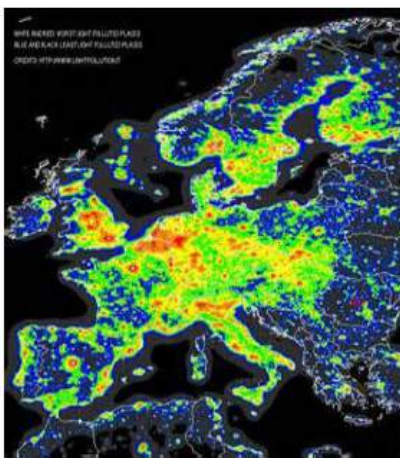 WHITE AND RED: WORST LIGHT POLLUTED PLACES
BLUE AND BLACK: LEAST LIGHT POLLUTED PLACES
CREDITS: HTTP://WWW.LIGHTPOLLUTION.IT